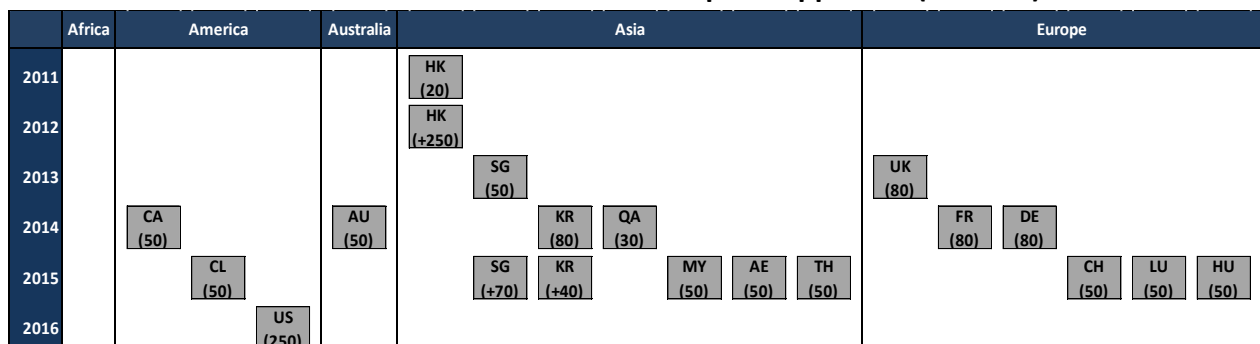 Africa America Australia Asia Europe
2011
HK
(20)
2012
HK
(+250)
2013
SG UK
(50) (80)
2014
CA AU KR QA FR DE
(50) (50) (80) (30) (80) (80)
2015
CL SG KR MY AE TH CH LU HU
(50) (+70) (+40) (50) (50) (50) (50) (50) (50)
2016
US
(250)